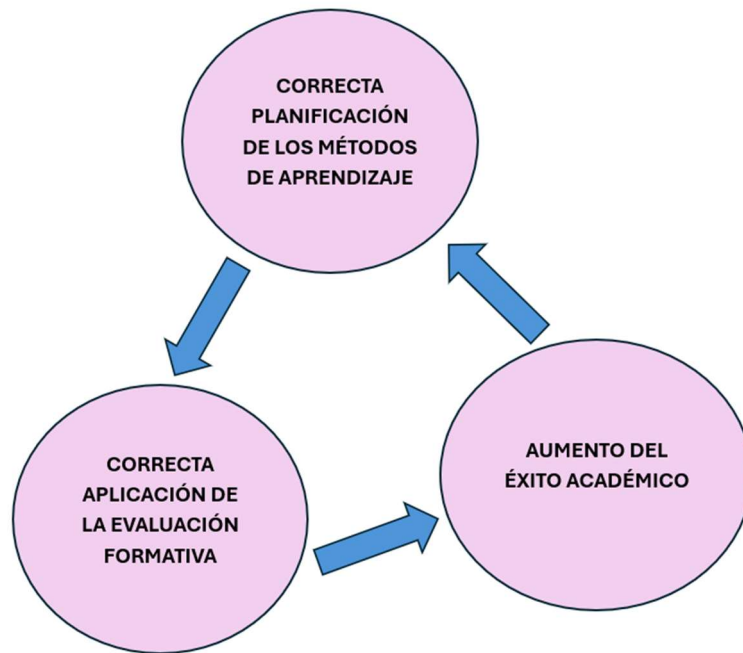 CORRECTA
PLANIFICACIÓN
DE LOS MÉTODOS
DE APRENDIZAJE
CORRECTA
APLICACIÓN DE
LA EVALUACIÓN
FORMATIVA
AUMENTO DEL
ÉXITO ACADÉMICO